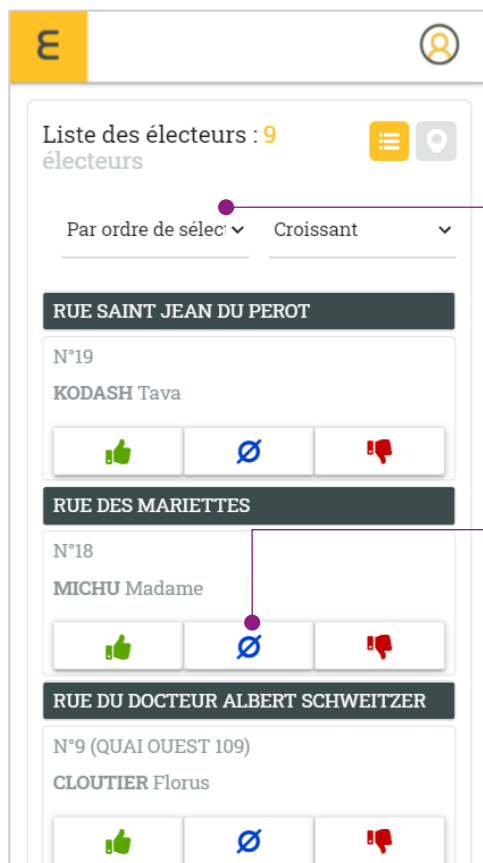 ε
Liste des électeurs : 9
électeurs
Par ordre de sélec
Croissant
RUE SAINT JEAN DU PEROT
N°19
KODASH Tava
RUE DES MARIETTES
N°18
MICHU Madame
RUE DU DOCTEUR ALBERT SCHWEITZER
N°9 (QUAI OUEST 109)
CLOUTIER Florus